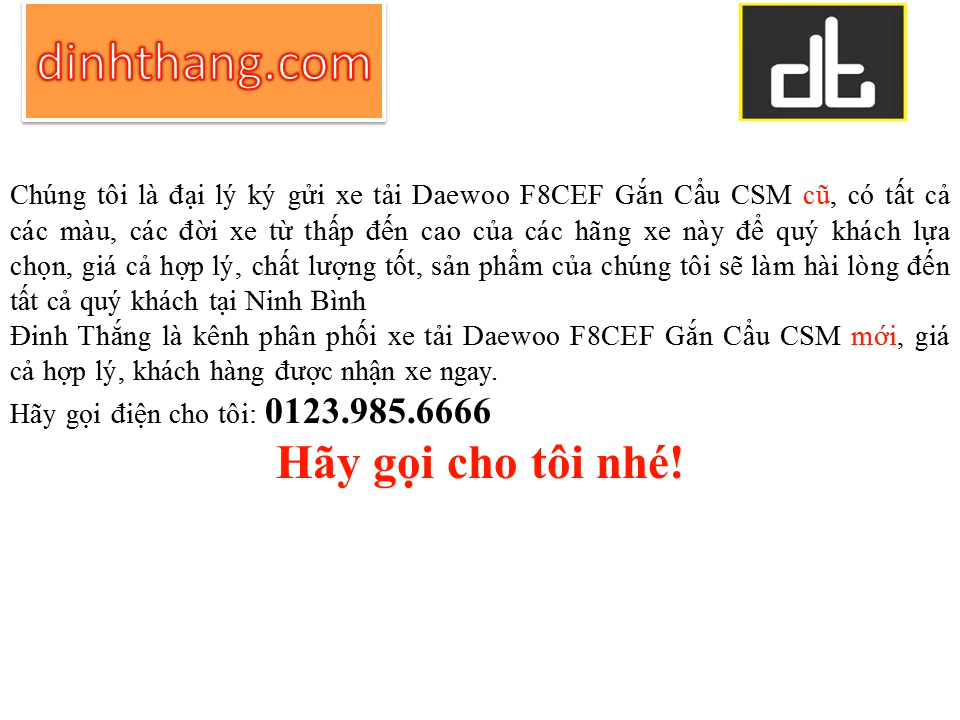 dinhthang.com
dt
Chúng tôi là đại lý ký gửi xe tải Daewoo F8CEF Gắn Cẩu CSM cũ, có tất cả
các màu, các đời xe từ thấp đến cao của các hãng xe này để quý khách lựa
chọn, giá cả hợp lý, chất lượng tốt, sản phẩm của chúng tôi sẽ làm hài lòng đến
tất cả quý khách tại Ninh Bình
Đinh Thắng là kênh phân phối xe tải Daewoo F8CEF Gắn Cẩu CSM mới, giá
cả hợp lý, khách hàng được nhận xe ngay.
Hãy gọi điện cho tôi: 0123.985.6666
Hãy gọi cho tôi nhé!